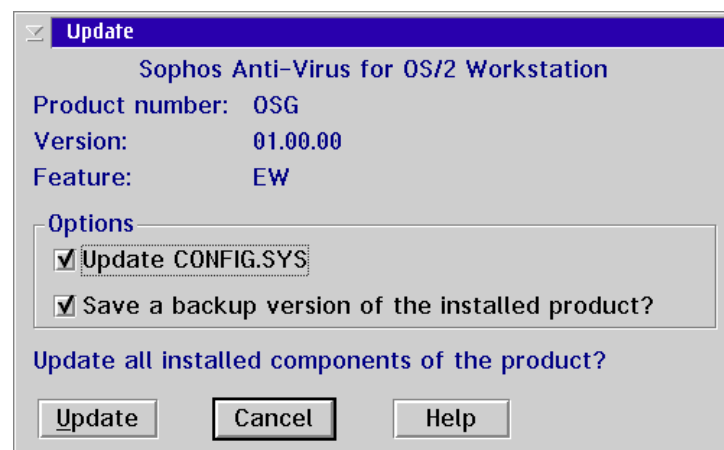 Update
Sophos Anti-Virus for OS/2 Workstation
Product number: OSG
Version: 01.00.00
Feature: EW
Options
Update CONFIG.SYS
Save a backup version of the installed product?
Update all installed components of the product?
Update Cancel Help